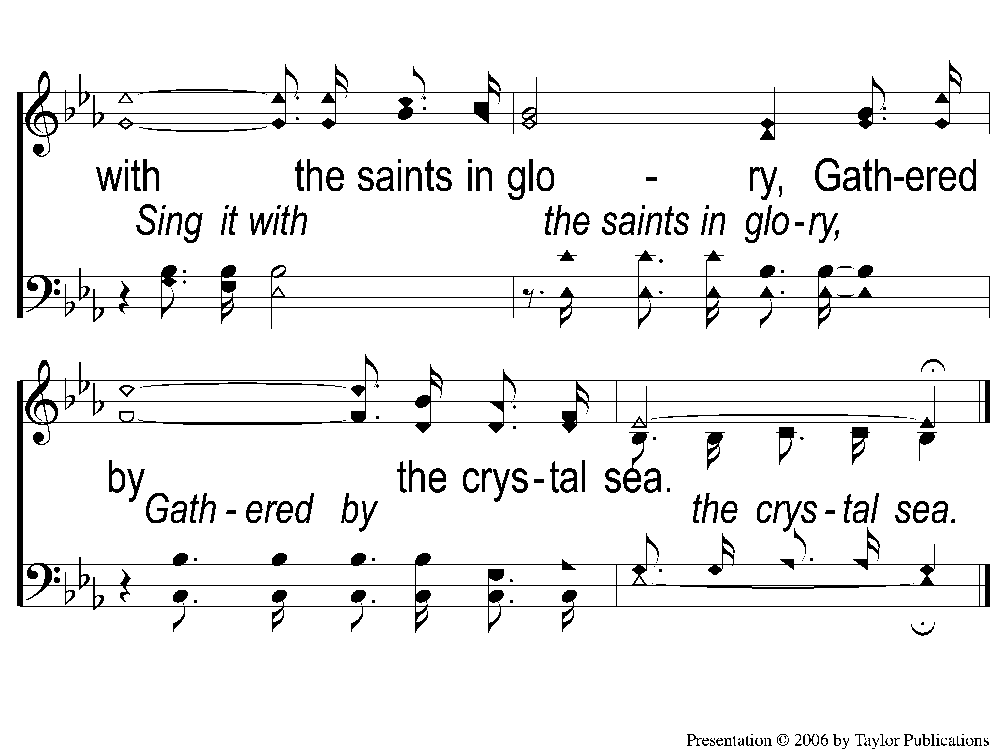 with the saints in glo - ry, Gath-ered
Sing it with the saints in glo-ry,
by the crys-tal sea.
Gath-ered by the crys-tal sea.
Presentation © 2006 by Taylor Publications